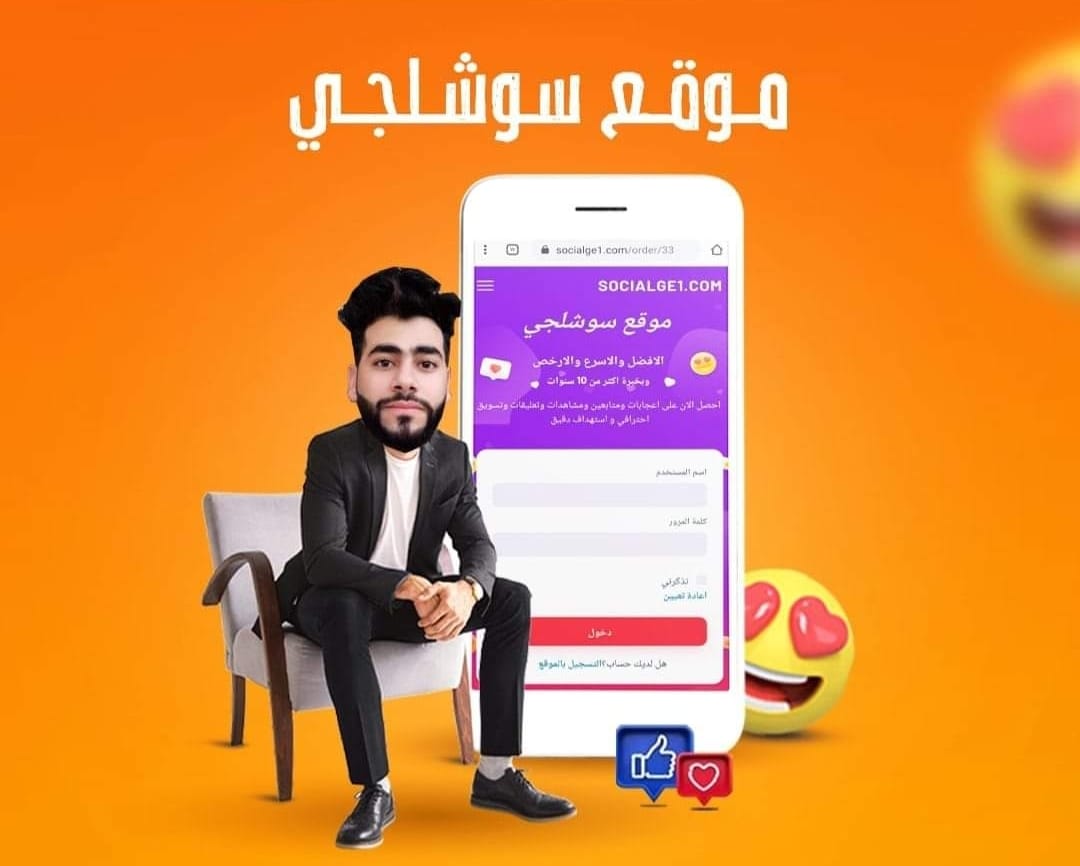 موقع سوشلجي
socialge1.com/order/33
SOCIALGE1.COM
موقع سوشلجي
الافضل والاسرع والارخص
وبخبرة اكثر من 10 سنوات
احصل الان على اعجابات ومتابعين ومشاهدات وتعليقات وتسويق
احترافي و استهداف دقيق
اسم المستخدم
كلمة المرور
تذكرني
اعادة تعيين
دخول
هل لديك حساب؟التسجيل بالموقع